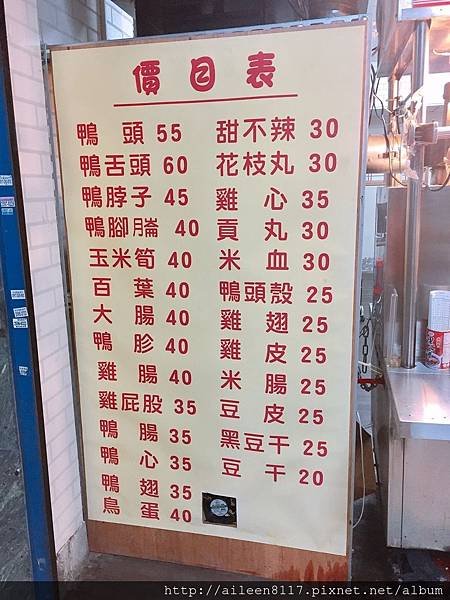 價目表
鴨頭 55
鴨舌頭 60
鴨脖子 45
鴨腳崩 40
玉米筍 40
百葉 40
大腸 40
鴨胗 40
雞腸 40
雞屁股 35
鴨腸 35
鴨心 35
鴨翅 35
鳥蛋 40
甜不辣 30
花枝丸 30
雞心 35
貢丸 30
米血 30
鴨頭殼 25
雞翅 25
雞皮 25
米腸 25
豆皮 25
黑豆干 25
豆干 20
http://aileen8117.pixnet.net/album